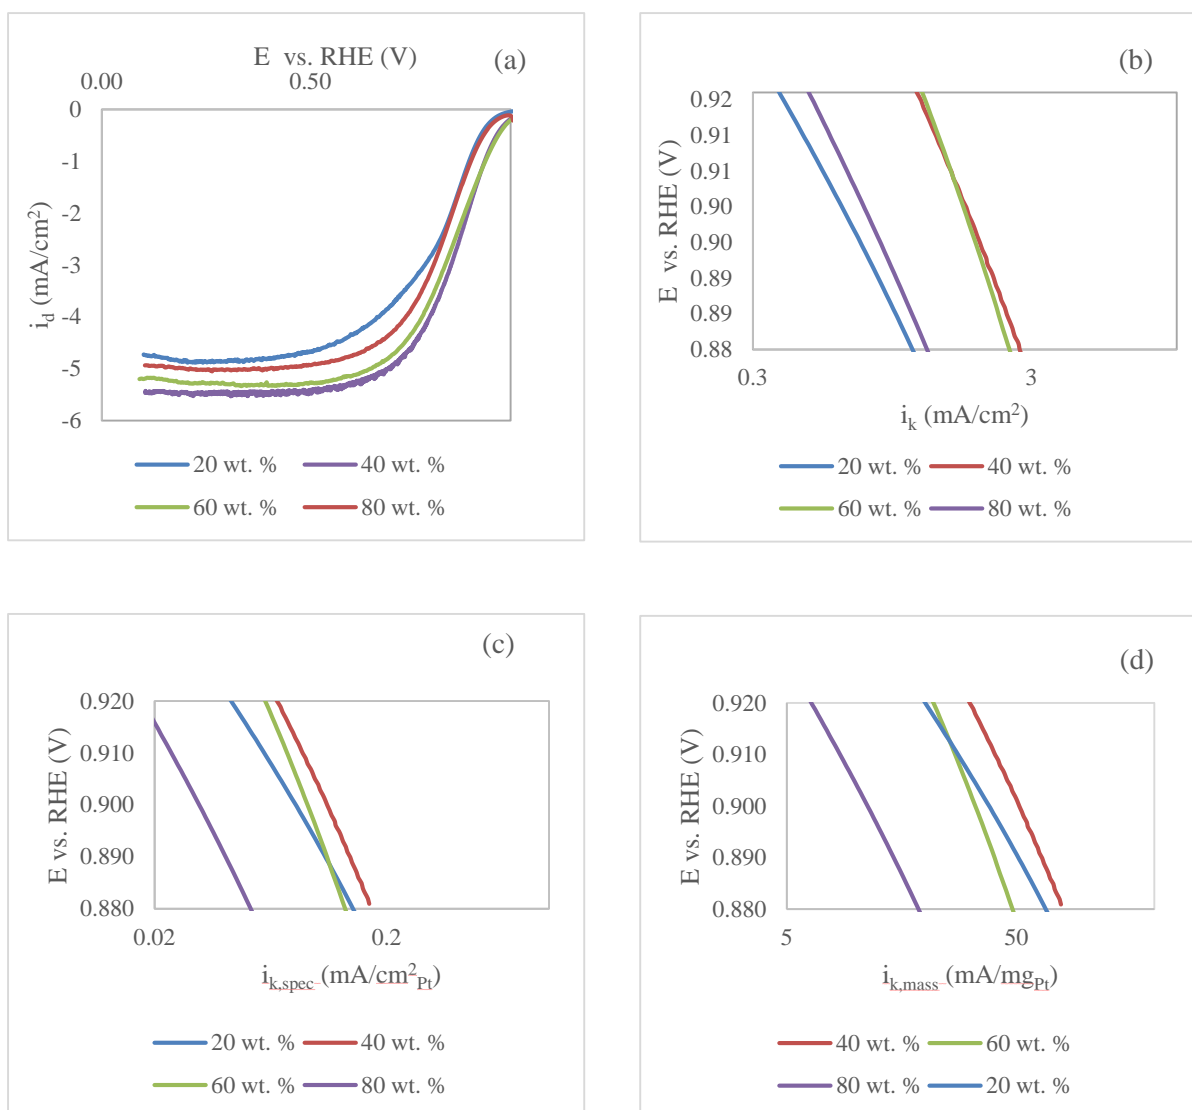 E vs. RHE (V)
(a)
0.00 0.50
0
-1
-2
-3
-4
-5
-6
i_d (mA/cm²)
20 wt. % 40 wt. %
60 wt. % 80 wt. %
(b)
0.92
0.91
0.90
0.90
0.89
0.89
0.88
E vs. RHE (V)
0.3 3
i_k (mA/cm²)
20 wt. % 40 wt. %
60 wt. % 80 wt. %
(c)
0.920
0.910
0.900
0.890
0.880
E vs. RHE (V)
0.02 0.2
i_k,spec (mA/cm²_Pt)
20 wt. % 40 wt. %
60 wt. % 80 wt. %
(d)
0.920
0.910
0.900
0.890
0.880
E vs. RHE (V)
5 50
i_k,mass (mA/mg_Pt)
40 wt. % 60 wt. %
80 wt. % 20 wt. %